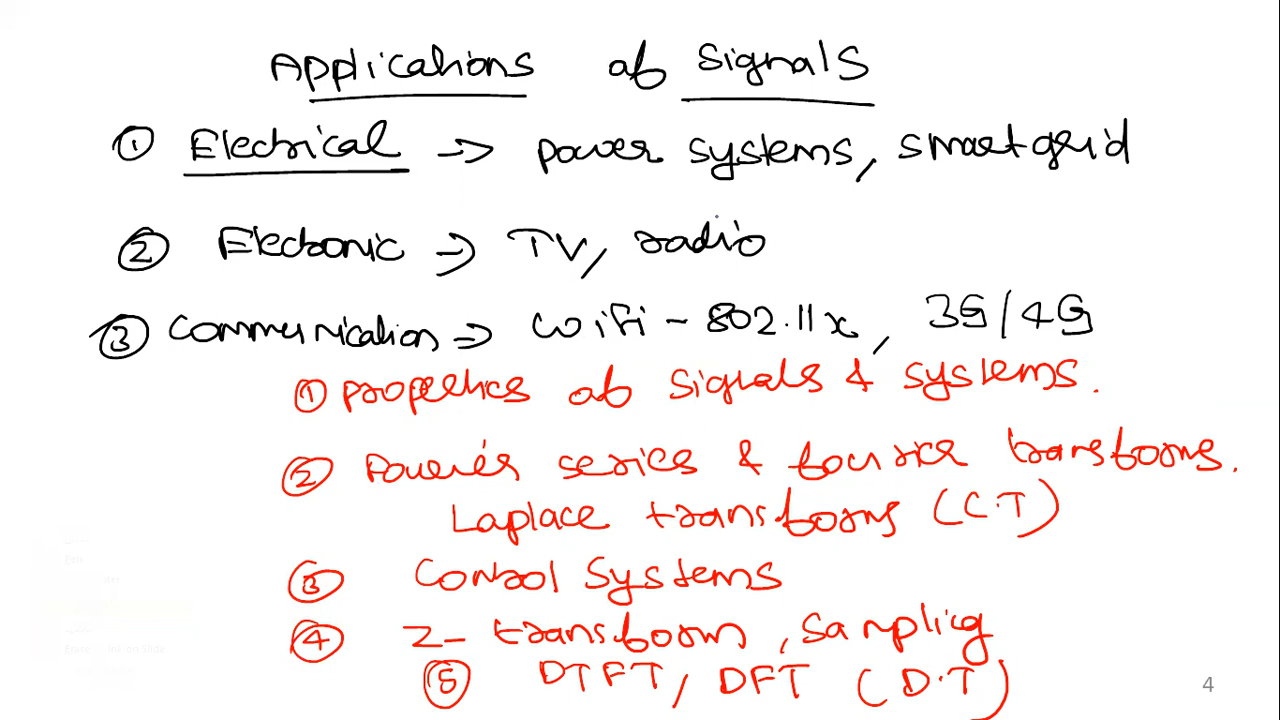 Applications of Signals
① Electrical → power systems, smart grid
② Electronic ⇒ TV, radio
③ Communication ⇒ WiFi - 802.11x, 3G/4G
① properties of signals & systems.
② Fourier series & fourier transforms.
Laplace transforms (C.T)
③ Control Systems
④ Z- transform, Sampling
⑤ DTFT, DFT (D.T)
4